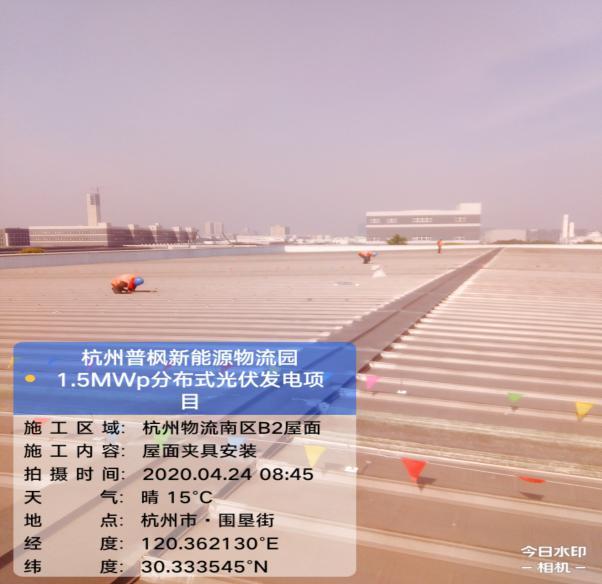 杭州普枫新能源物流园
1.5MWp分布式光伏发电项
目
施工区域: 杭州物流南区B2屋面
施工内容: 屋面夹具安装
拍摄时间: 2020.04.24 08:45
天气: 晴 15°C
地点: 杭州市·围垦街
经度: 120.362130°E
纬度: 30.333545°N
今日水印
-相机-